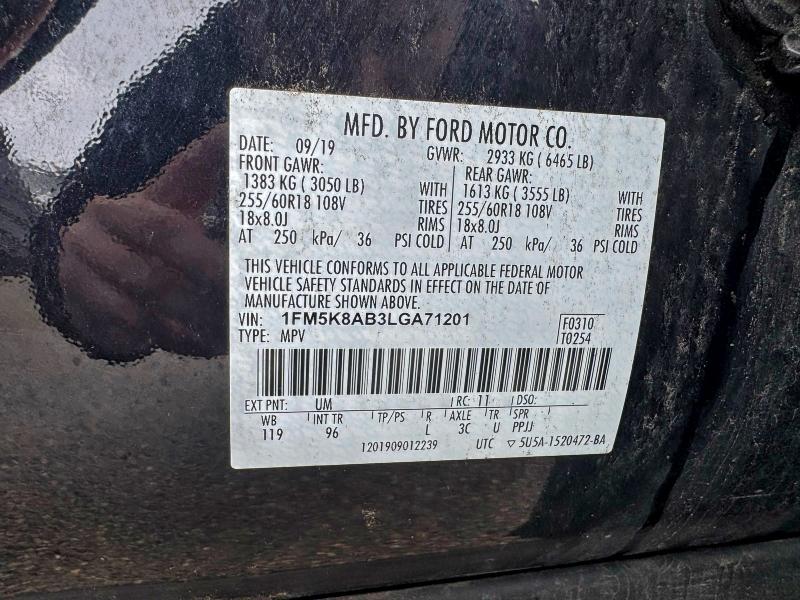 MFD. BY FORD MOTOR CO.
DATE: 09/19 GVWR: 2933 KG ( 6465 LB)
FRONT GAWR: REAR GAWR:
1383 KG ( 3050 LB) WITH 1613 KG ( 3555 LB) WITH
255/60R18 108V TIRES 255/60R18 108V TIRES
18x8.0J RIMS 18x8.0J RIMS
AT 250 kPa/ 36 PSI COLD AT 250 kPa/ 36 PSI COLD
THIS VEHICLE CONFORMS TO ALL APPLICABLE FEDERAL MOTOR
VEHICLE SAFETY STANDARDS IN EFFECT ON THE DATE OF
MANUFACTURE SHOWN ABOVE.
VIN: 1FM5K8AB3LGA71201 F0310
TYPE: MPV T0254
EXT PNT: UM RC: 11 DSO:
WB INT TR TP/PS R AXLE TR SPR
119 96 L 3C U PPJJ
1201909012239 UTC ▽ 5U5A-1520472-BA